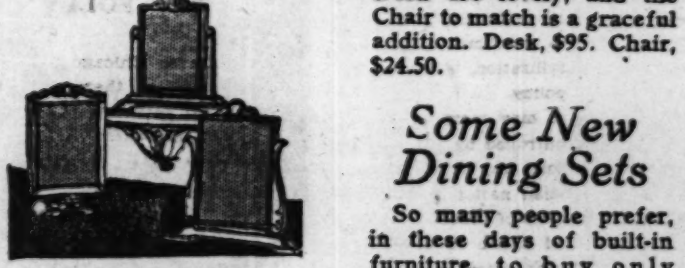 Chair to match is a graceful
addition. Desk, $95. Chair,
$24.50.
Some New
Dining Sets
So many people prefer,
in these days of built-in
furniture, to buy only